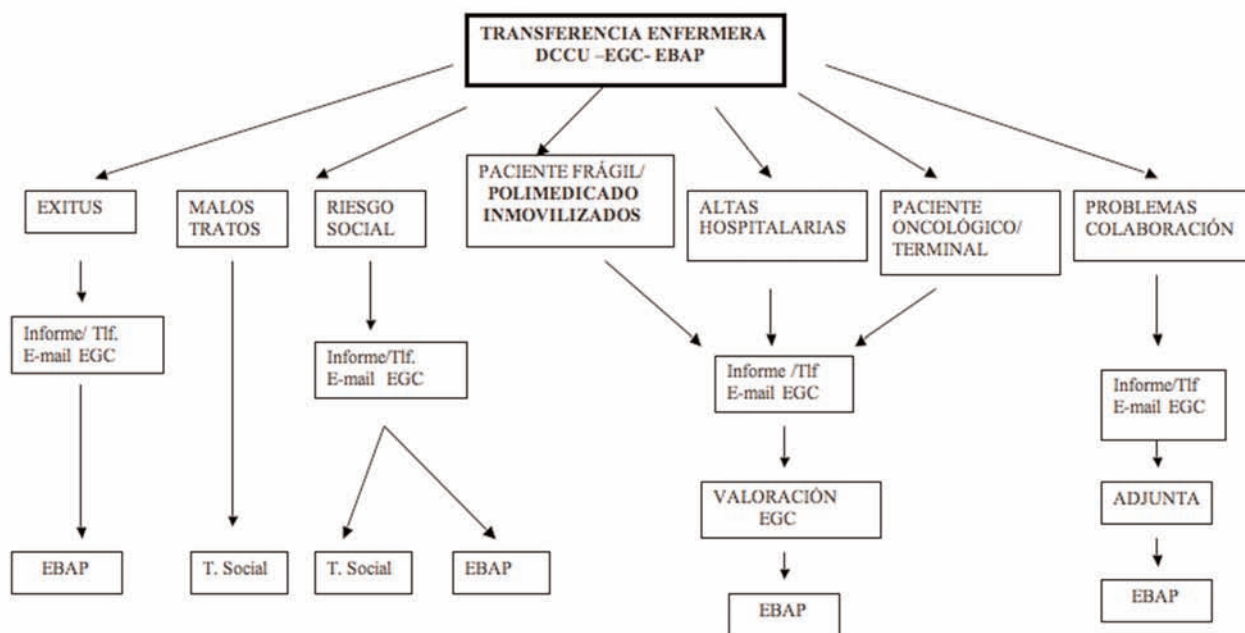 TRANSFERENCIA ENFERMERA
DCCU –EGC- EBAP
EXITUS
MALOS
TRATOS
RIESGO
SOCIAL
PACIENTE FRÁGIL/
POLIMEDICADO
INMOVILIZADOS
ALTAS
HOSPITALARIAS
PACIENTE
ONCOLÓGICO/
TERMINAL
PROBLEMAS
COLABORACIÓN
Informe/ Tlf.
E-mail EGC
Informe/Tlf.
E-mail EGC
Informe /Tlf
E-mail EGC
Informe/Tlf
E-mail EGC
VALORACIÓN
EGC
ADJUNTA
EBAP
T. Social
T. Social
EBAP
EBAP
EBAP